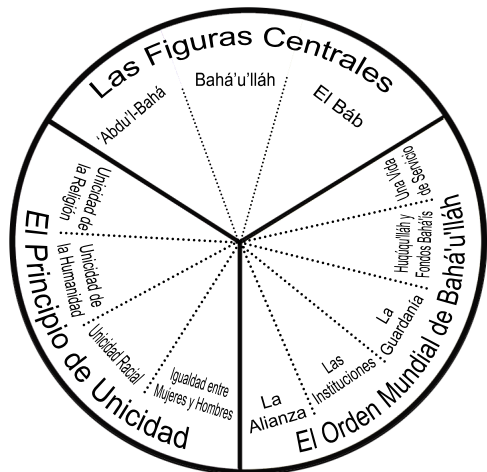 Las Figuras Centrales
'Abdu'l-Bahá
Bahá'u'lláh
El Báb
El Orden Mundial de Bahá'u'lláh
Una Vida
de Servicio
Huqúqu'lláh y
Fondos Bahá'ís
La
Guardanía
Las
Instituciones
La
Alianza
El Principio de Unicidad
Unicidad de
la Religión
Unicidad de
la Humanidad
Unicidad Racial
Igualdad entre
Mujeres y Hombres